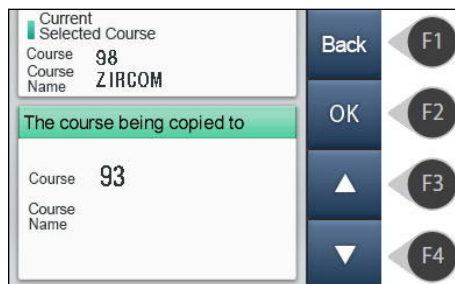 Current
Selected Course
Course 98
Course Name ZIRCOM
The course being copied to
Course 93
Course Name
Back
OK
F1
F2
F3
F4